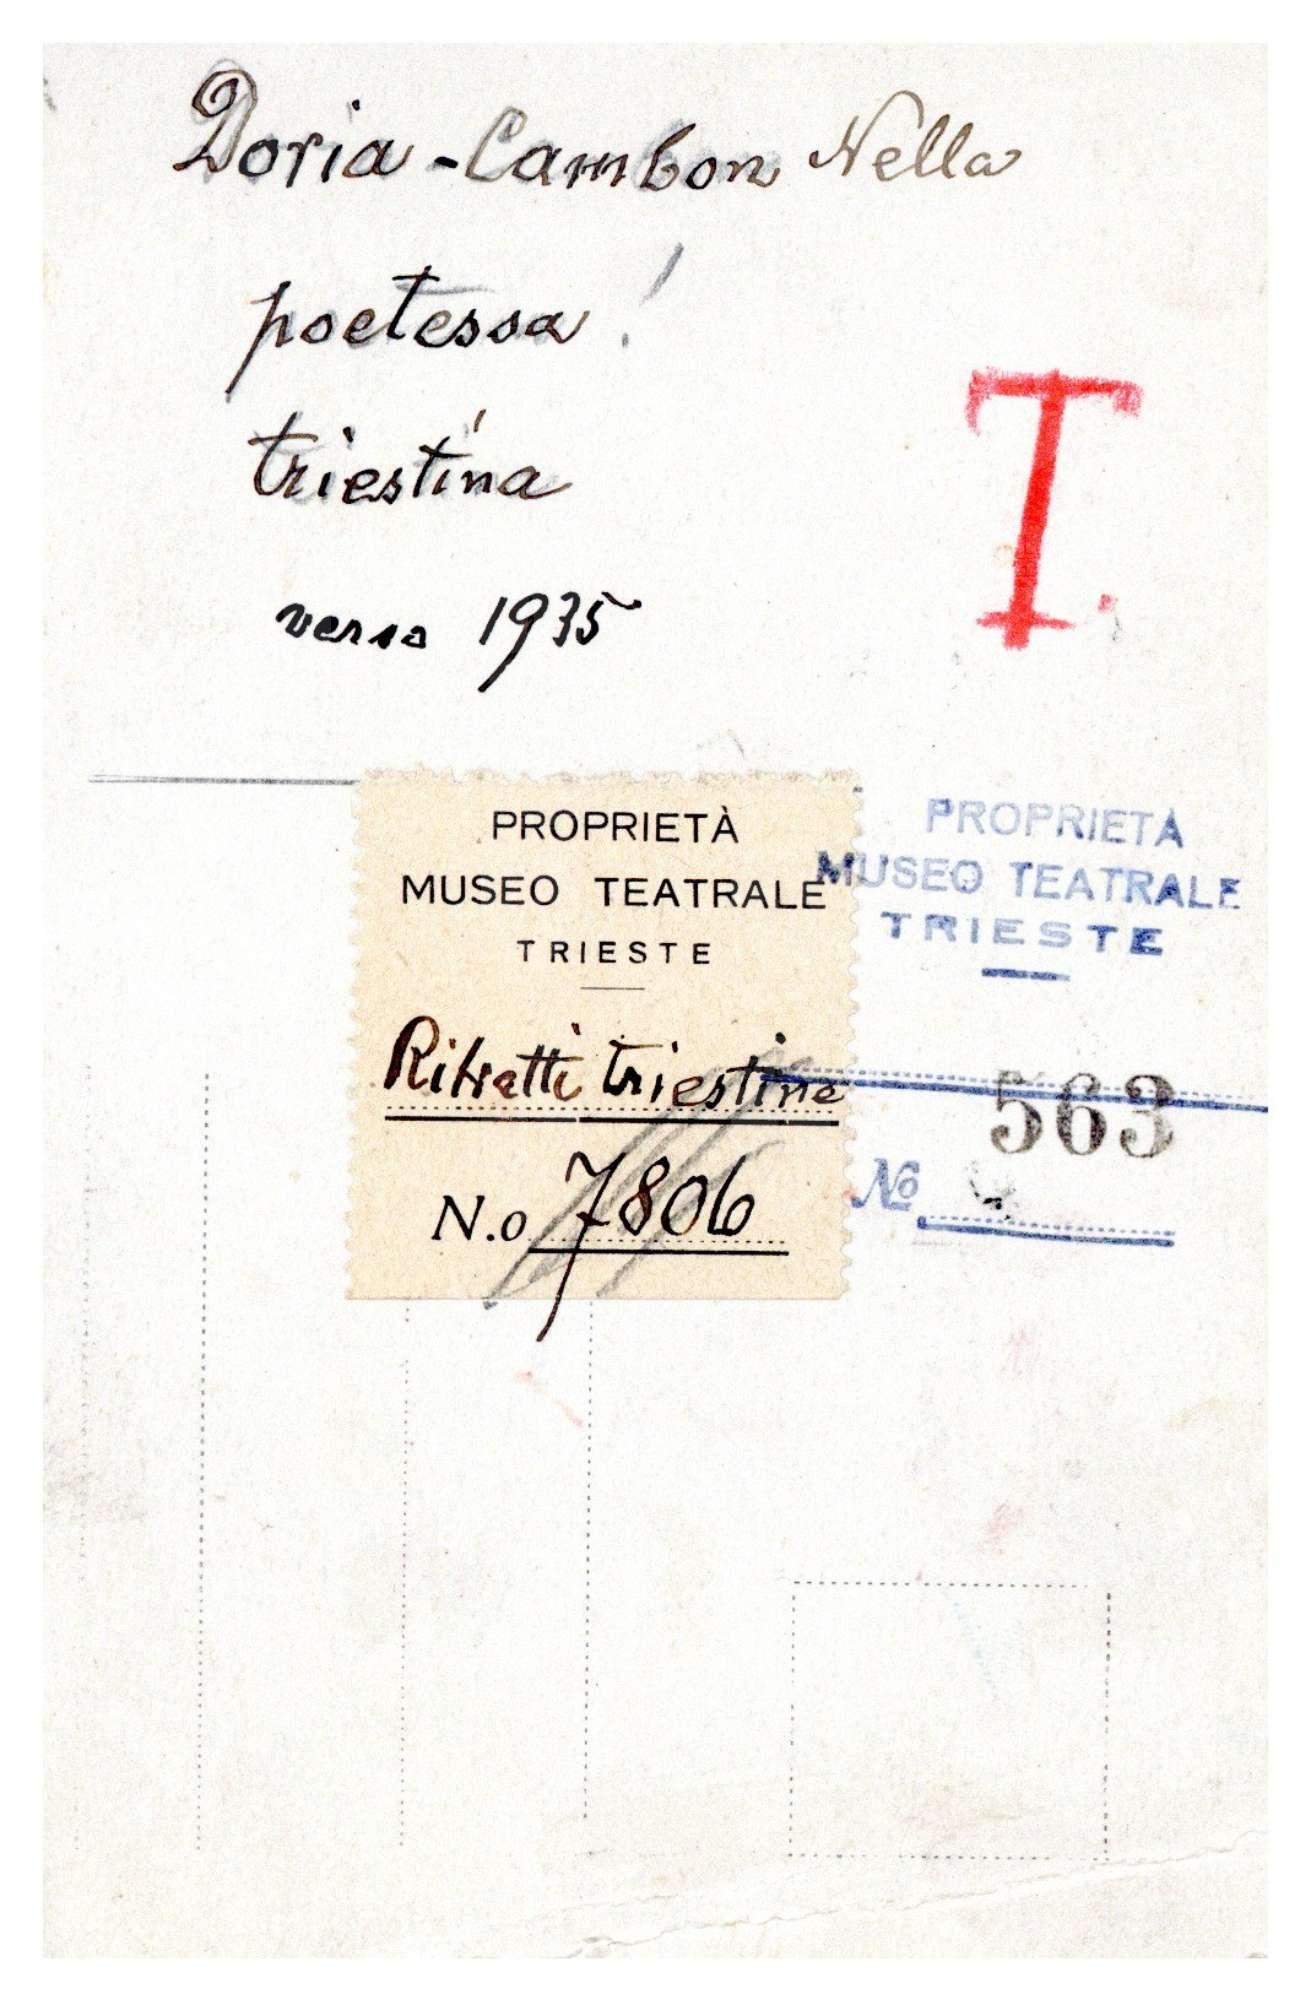 Doria - Cambon Nella
poetessa!
triestina
verso 1935
T.
PROPRIETÀ
MUSEO TEATRALE
TRIESTE
Ritratti triestine
N.o 7806
PROPRIETÀ
MUSEO TEATRALE
TRIESTE
563
No